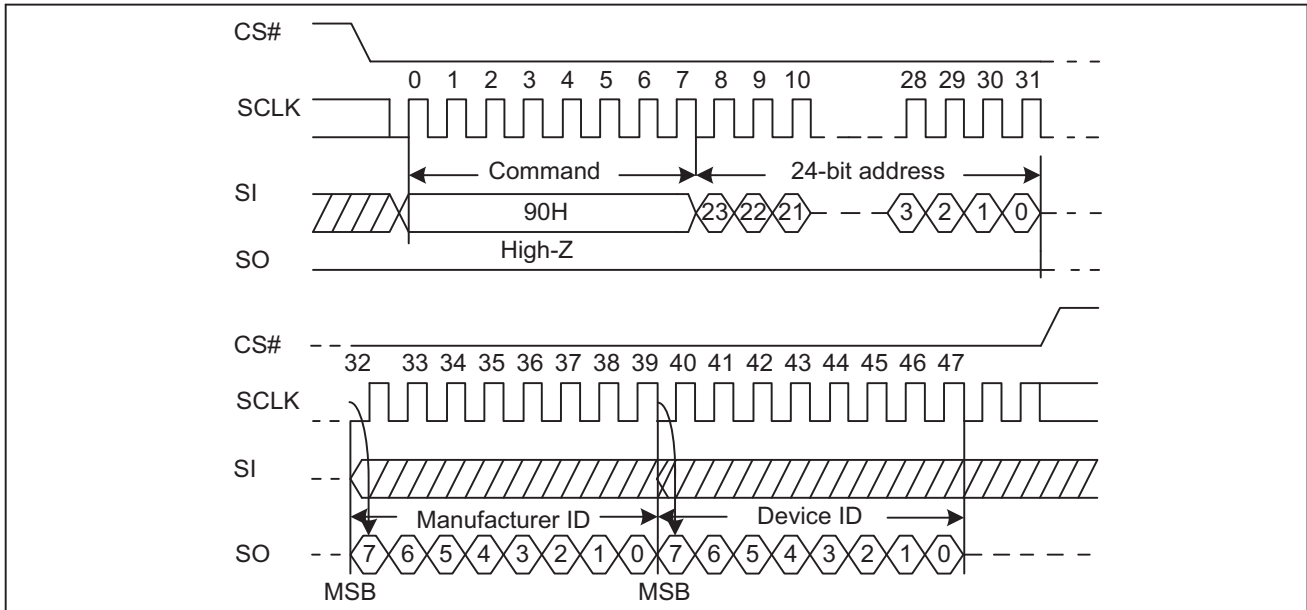 CS#
0 1 2 3 4 5 6 7 8 9 10 28 29 30 31
SCLK
Command 24-bit address
SI
90H 23 22 21 3 2 1 0
High-Z
SO
CS#
32 33 34 35 36 37 38 39 40 41 42 43 44 45 46 47
SCLK
SI
Manufacturer ID Device ID
SO 7 6 5 4 3 2 1 0 7 6 5 4 3 2 1 0
MSB MSB